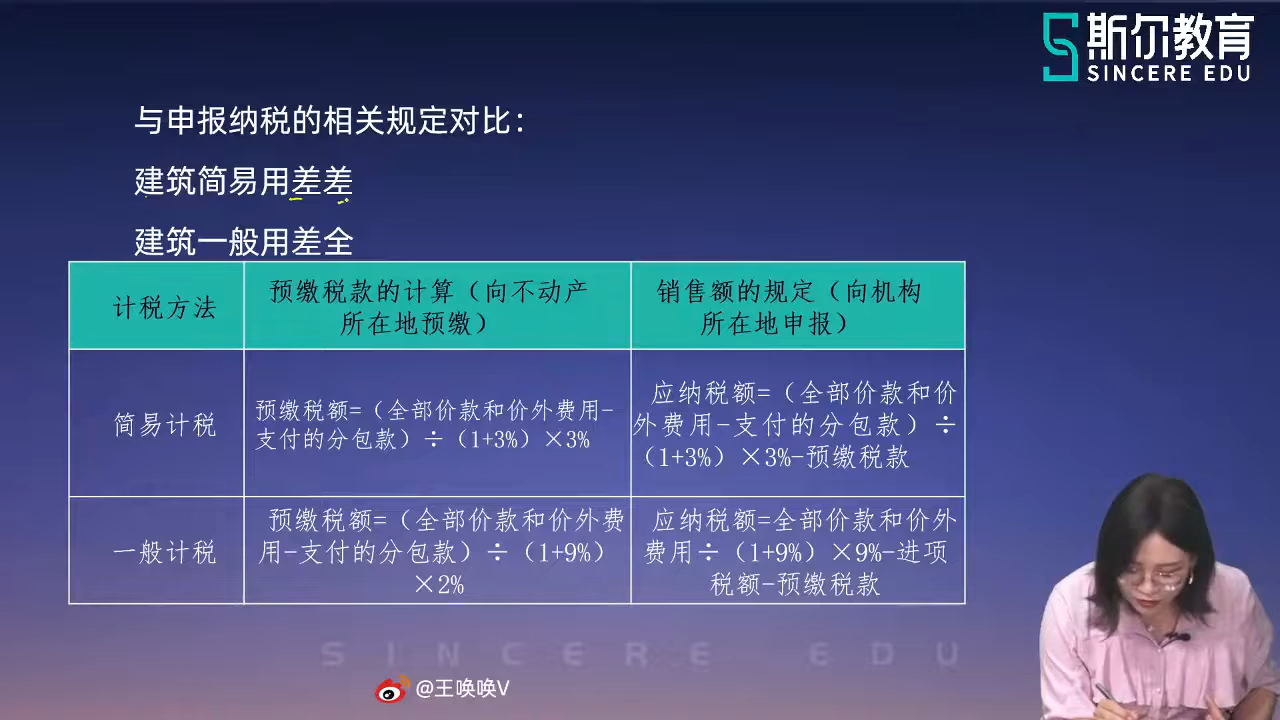 斯尔教育
SINCERE EDU
与申报纳税的相关规定对比：
建筑简易用差差
建筑一般用差全
计税方法
预缴税款的计算（向不动产
所在地预缴）
销售额的规定（向机构
所在地申报）
简易计税
预缴税额=（全部价款和价外费用-
支付的分包款）÷（1+3%）×3%
应纳税额=（全部价款和价
外费用-支付的分包款）÷
（1+3%）×3%-预缴税款
一般计税
预缴税额=（全部价款和价外费
用-支付的分包款）÷（1+9%）
×2%
应纳税额=全部价款和价外
费用÷（1+9%）×9%-进项
税额-预缴税款
SINCERE EDU
@王唤唤V